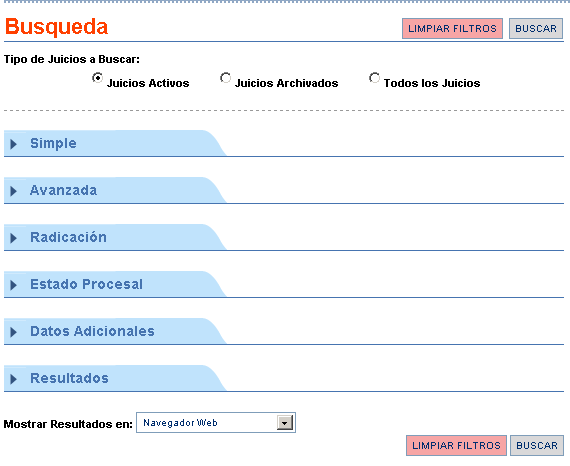 Busqueda LIMPIAR FILTROS BUSCAR
Tipo de Juicios a Buscar:
Juicios Activos Juicios Archivados Todos los Juicios
Simple
Avanzada
Radicación
Estado Procesal
Datos Adicionales
Resultados
Mostrar Resultados en: Navegador Web
LIMPIAR FILTROS BUSCAR